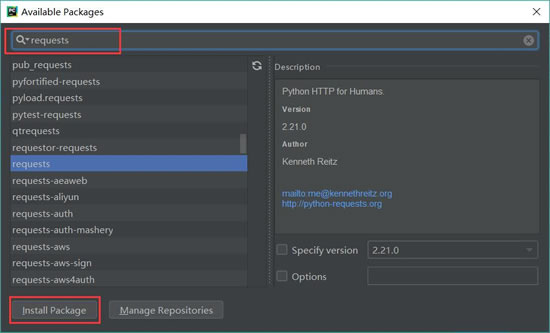 Available Packages
requests
pub_requests
pyfortified-requests
pyload.requests
pytest-requests
qtrequests
requestor-requests
requests
requests-aeaweb
requests-aliyun
requests-auth
requests-auth-mashery
requests-aws
requests-aws-sign
requests-aws4auth
Description
Python HTTP for Humans.
Version
2.21.0
Author
Kenneth Reitz
mailto:me@kennethreitz.org
http://python-requests.org
Specify version 2.21.0
Options
Install Package Manage Repositories